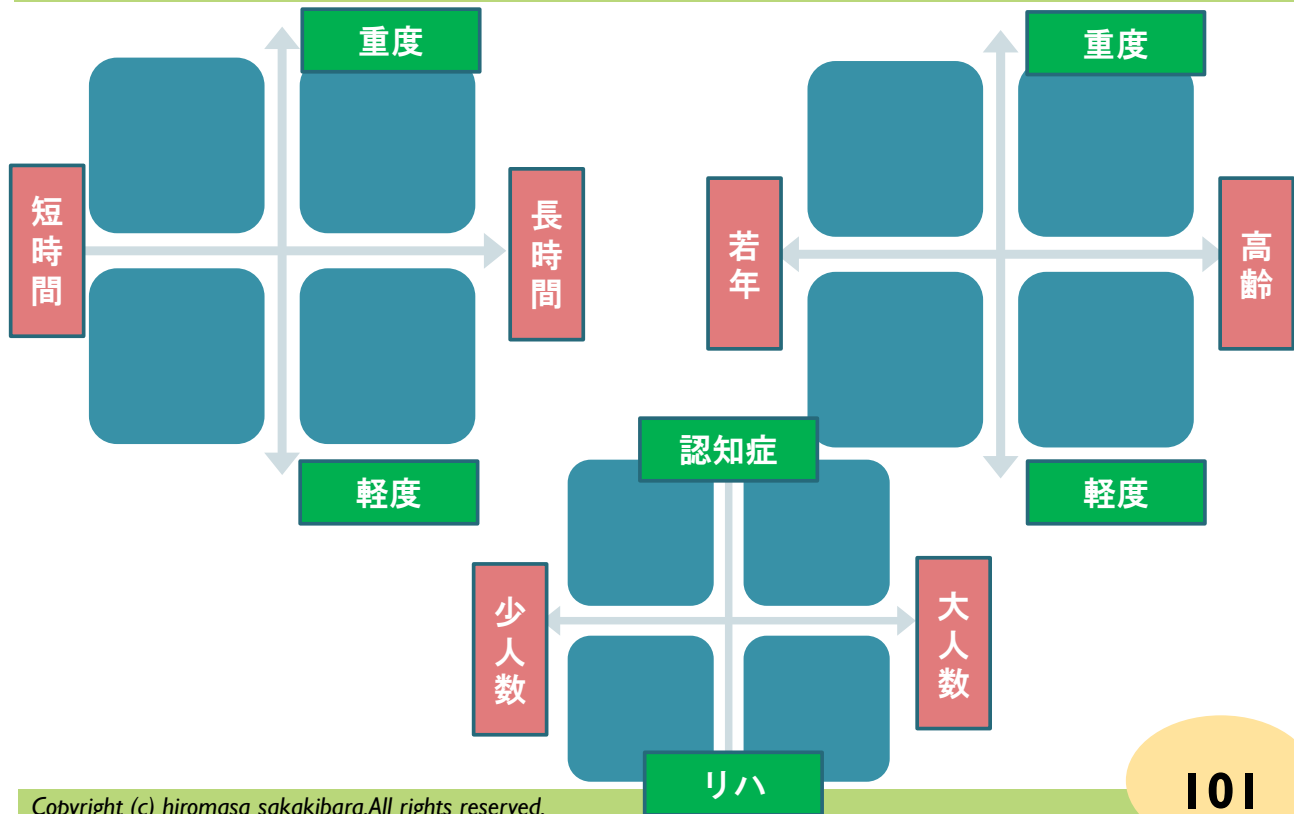 重度
短時間
長時間
軽度
重度
若年
高齢
軽度
認知症
少人数
大人数
リハ
Copyright (c) hiromasa sakakibara.All rights reserved.
101